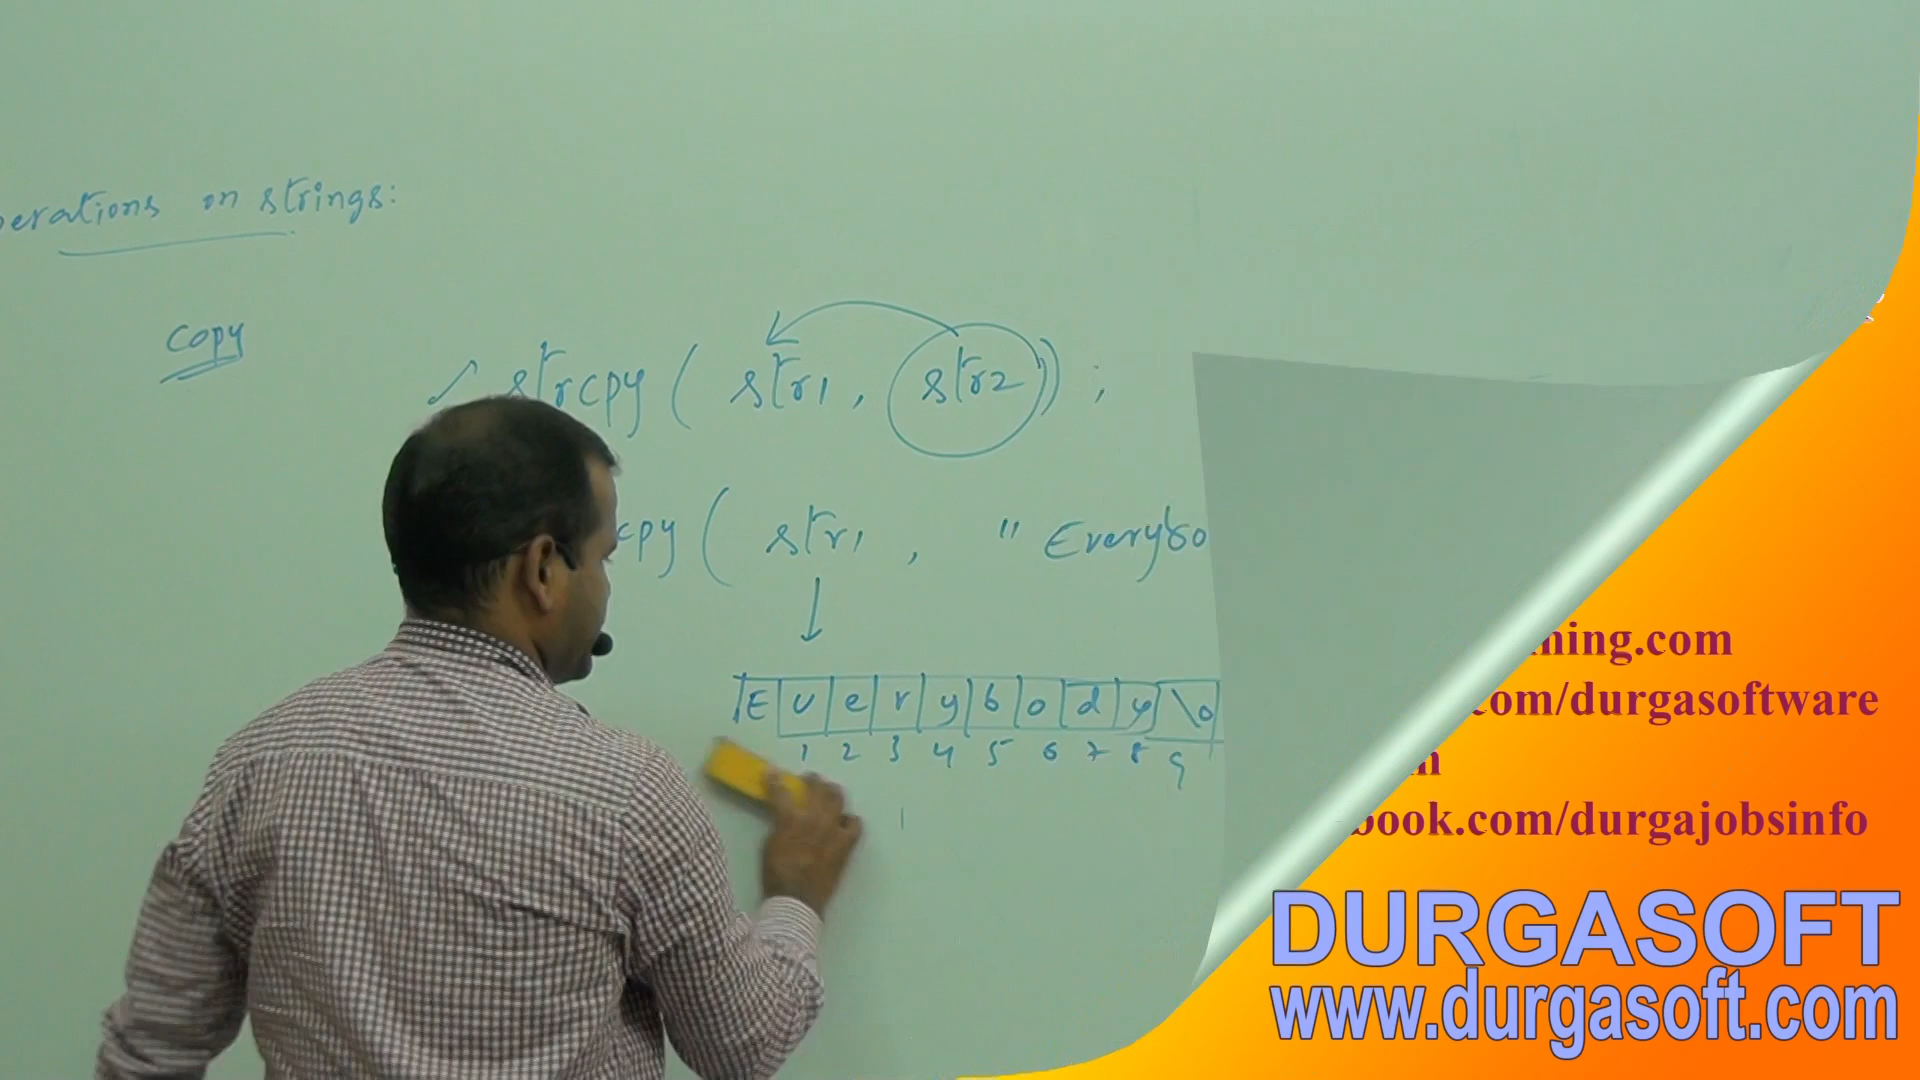 on strings:
copy
strcpy ( str1, str2) ;
cpy ( str1 , " Everybo
E v e r y b o d y \0
1 2 3 4 5 6 7 8 9
ning.com
com/durgasoftware
book.com/durgajobsinfo
DURGASOFT
www.durgasoft.com